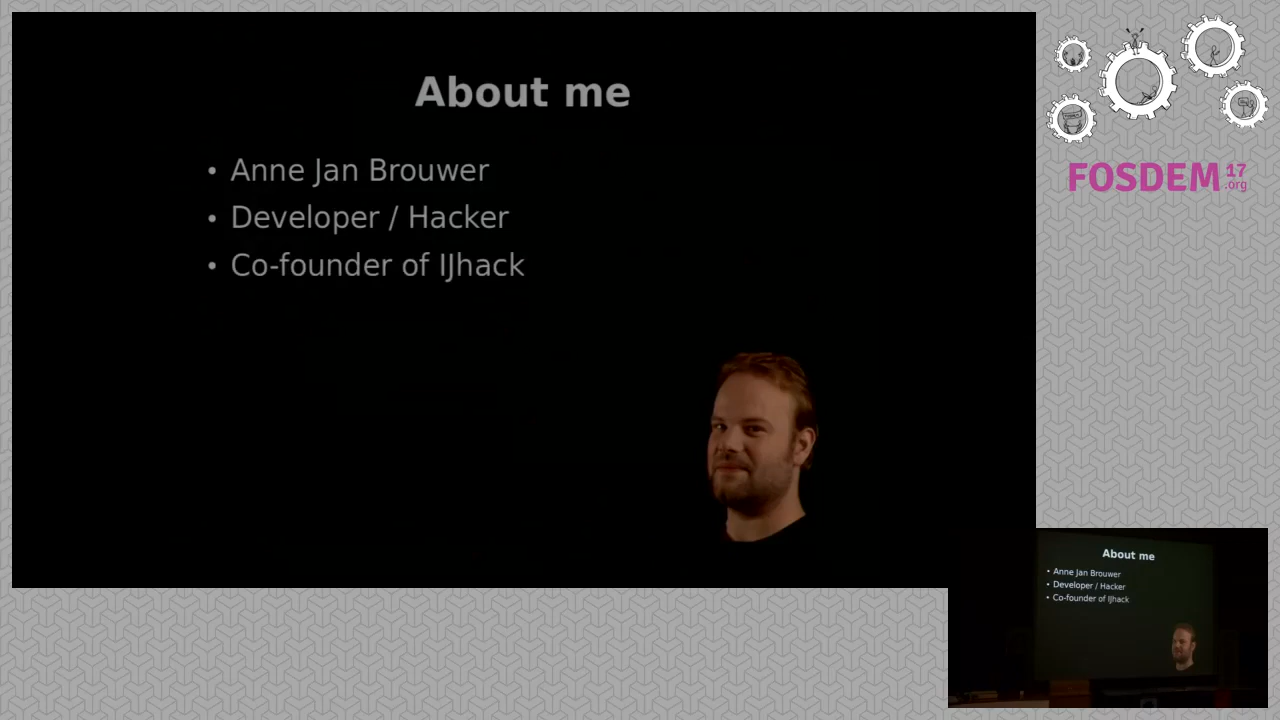 About me
• Anne Jan Brouwer
• Developer / Hacker
• Co-founder of IJhack
FOSDEM 17
.org
About me
• Anne Jan Brouwer
• Developer / Hacker
• Co-founder of IJhack